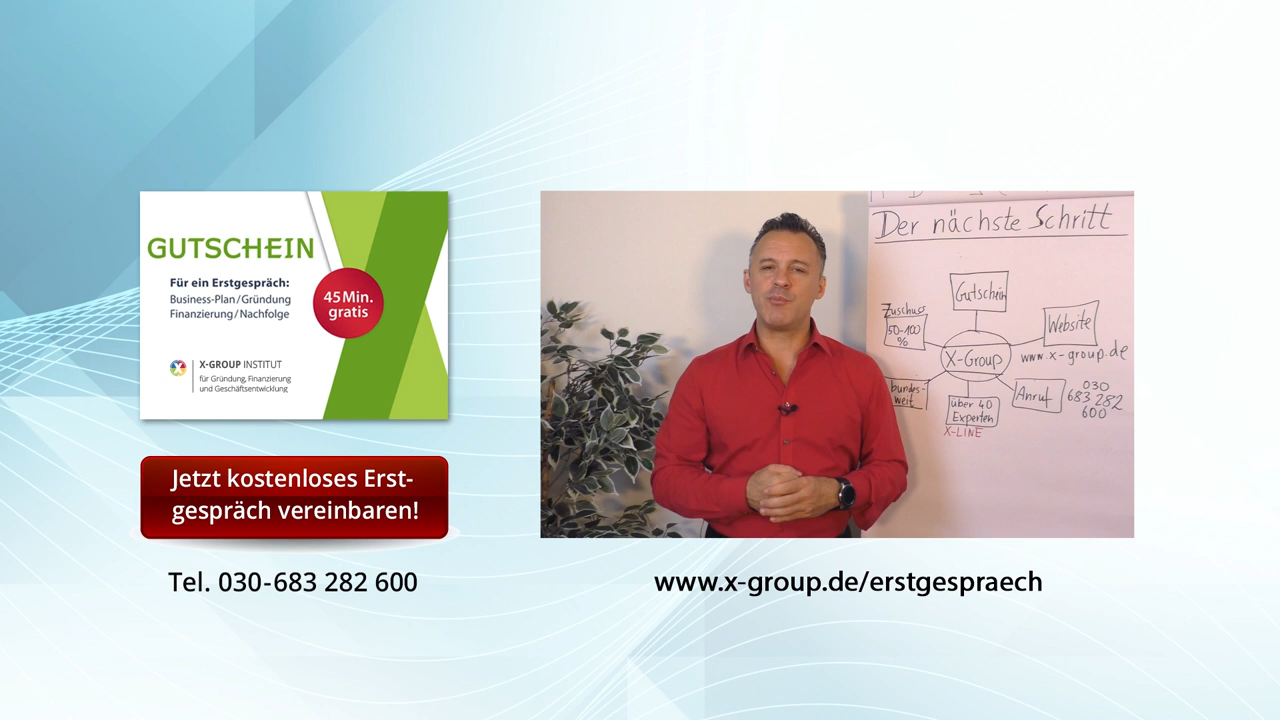 GUTSCHEIN
Für ein Erstgespräch:
Business-Plan/Gründung
Finanzierung/Nachfolge
45 Min.
gratis
X-GROUP INSTITUT
für Gründung, Finanzierung
und Geschäftsentwicklung
Jetzt kostenloses Erst-
gespräch vereinbaren!
Tel. 030-683 282 600
Der nächste Schritt
Gutschein
Zuschuss
50-100
%
Website
www.x-group.de
X-Group
bundes-
weit
über 40
Experten
X-LINE
Anruf
030
683 282
600
www.x-group.de/erstgespraech